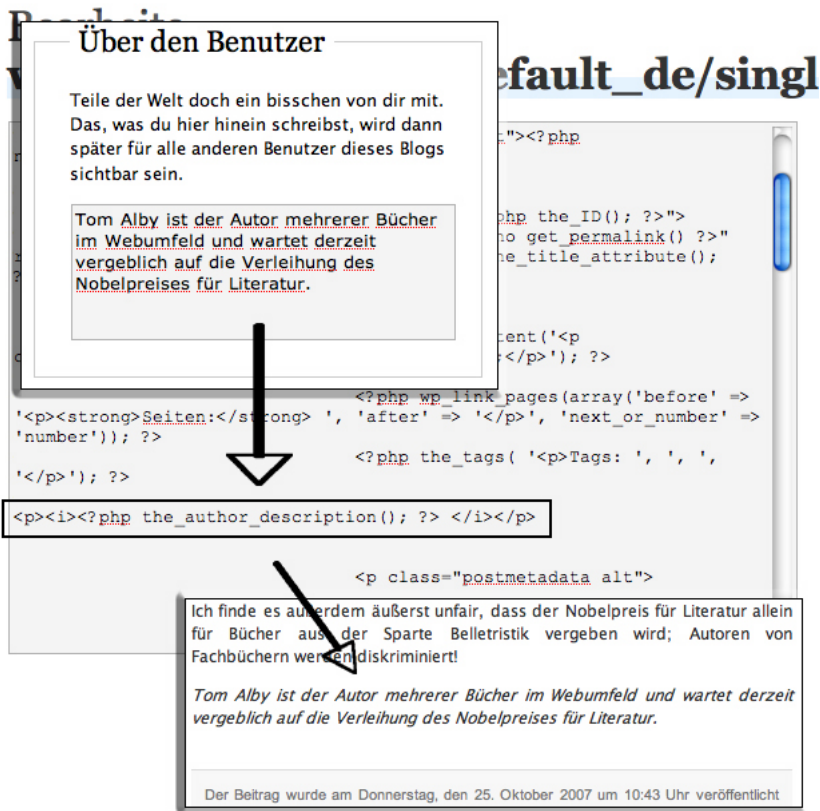 Über den Benutzer
efault_de/singl
Teile der Welt doch ein bisschen von dir mit.
Das, was du hier hinein schreibst, wird dann
später für alle anderen Benutzer dieses Blogs
sichtbar sein.
Tom Alby ist der Autor mehrerer Bücher
im Webumfeld und wartet derzeit
vergeblich auf die Verleihung des
Nobelpreises für Literatur.
"><?php
php the_ID(); ?>">
no get_permalink() ?>"
ne_title_attribute();
tent('<p
</p>'); ?>
<?php wp_link_pages(array('before' =>
'<p><strong>Seiten:</strong> ', 'after' => '</p>', 'next_or_number' =>
'number')); ?>
<?php the_tags( '<p>Tags: ', ', ',
'</p>'); ?>
<p><i><?php the_author_description(); ?> </i></p>
<p class="postmetadata alt">
Ich finde es außerdem äußerst unfair, dass der Nobelpreis für Literatur allein
für Bücher aus der Sparte Belletristik vergeben wird; Autoren von
Fachbüchern werden diskriminiert!
Tom Alby ist der Autor mehrerer Bücher im Webumfeld und wartet derzeit
vergeblich auf die Verleihung des Nobelpreises für Literatur.
Der Beitrag wurde am Donnerstag, den 25. Oktober 2007 um 10:43 Uhr veröffentlicht